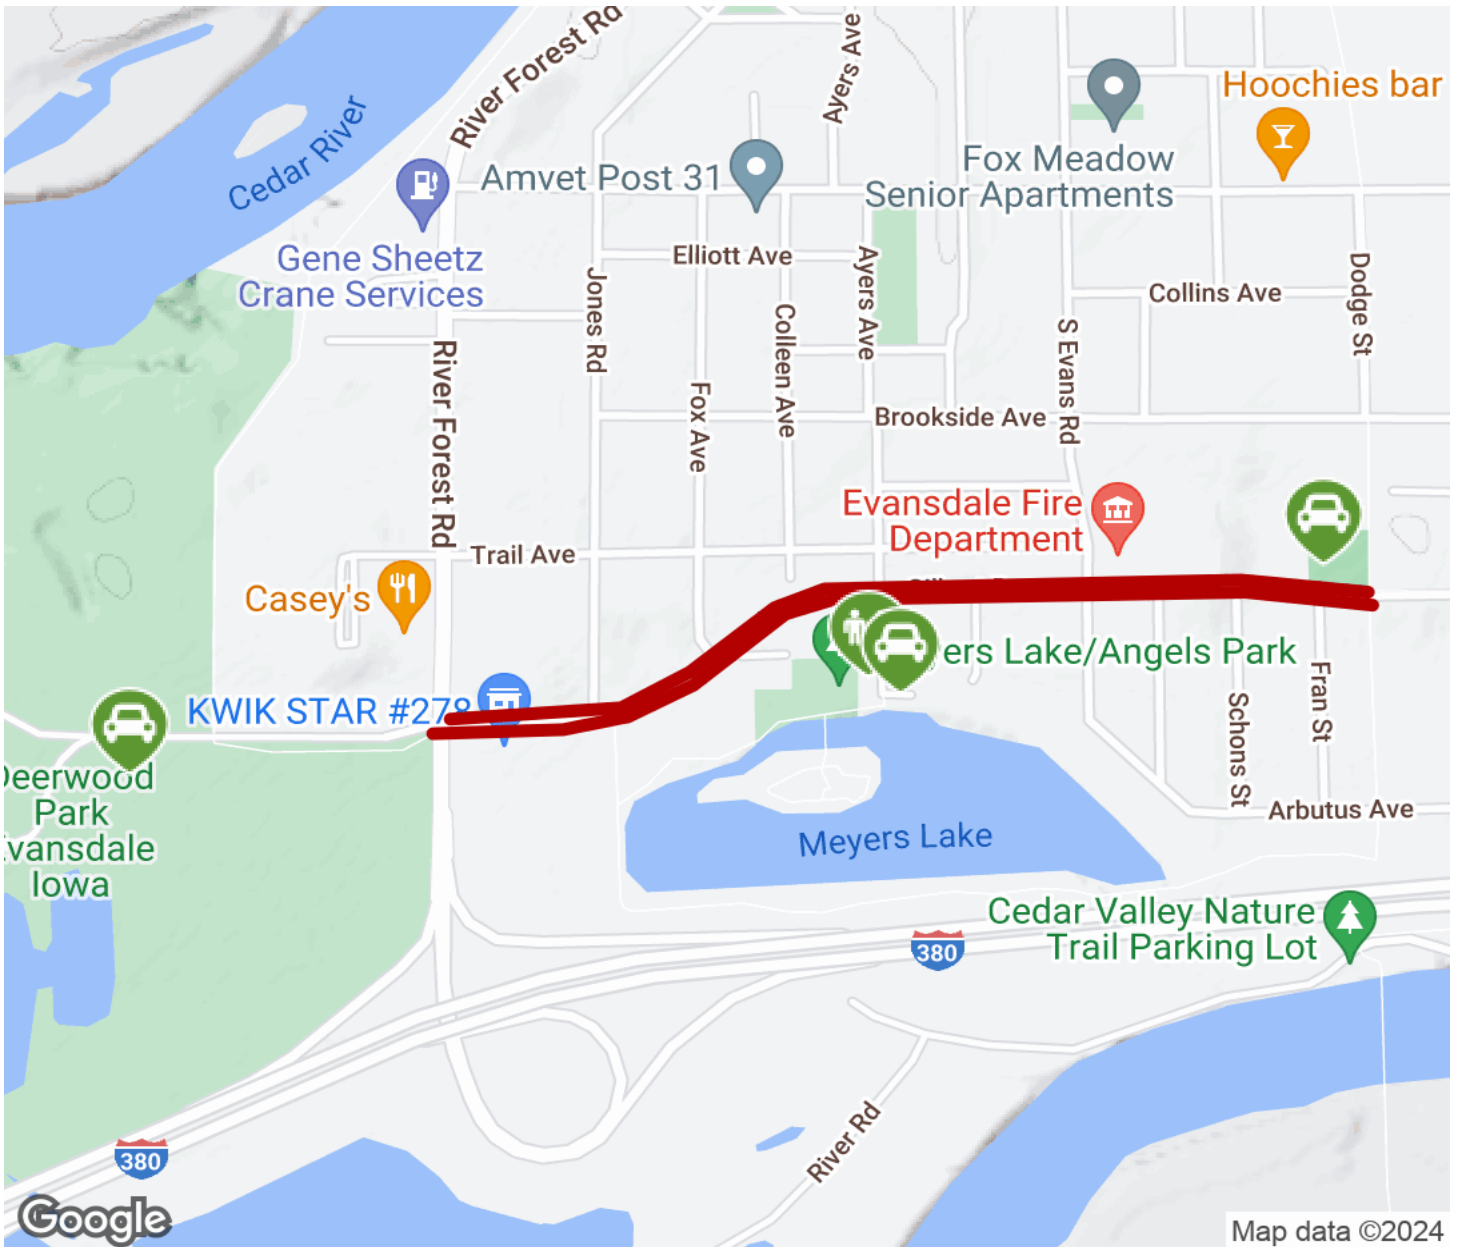 River Forest Rd
Ayers Ave
Hoochies bar
Cedar River
Amvet Post 31
Fox Meadow
Senior Apartments
Gene Sheetz
Crane Services
Elliott Ave
Jones Rd
Ayers Ave
Collins Ave
Dodge St
Colleen Ave
S Evans Rd
River Forest Rd
Fox Ave
Brookside Ave
Evansdale Fire
Department
Trail Ave
Casey's
ers Lake/Angels Park
KWIK STAR #278
Fran St
Schons St
Deerwood
Park
vansdale
Iowa
Arbutus Ave
Meyers Lake
Cedar Valley Nature
Trail Parking Lot
380
River Rd
380
Google
Map data ©2024